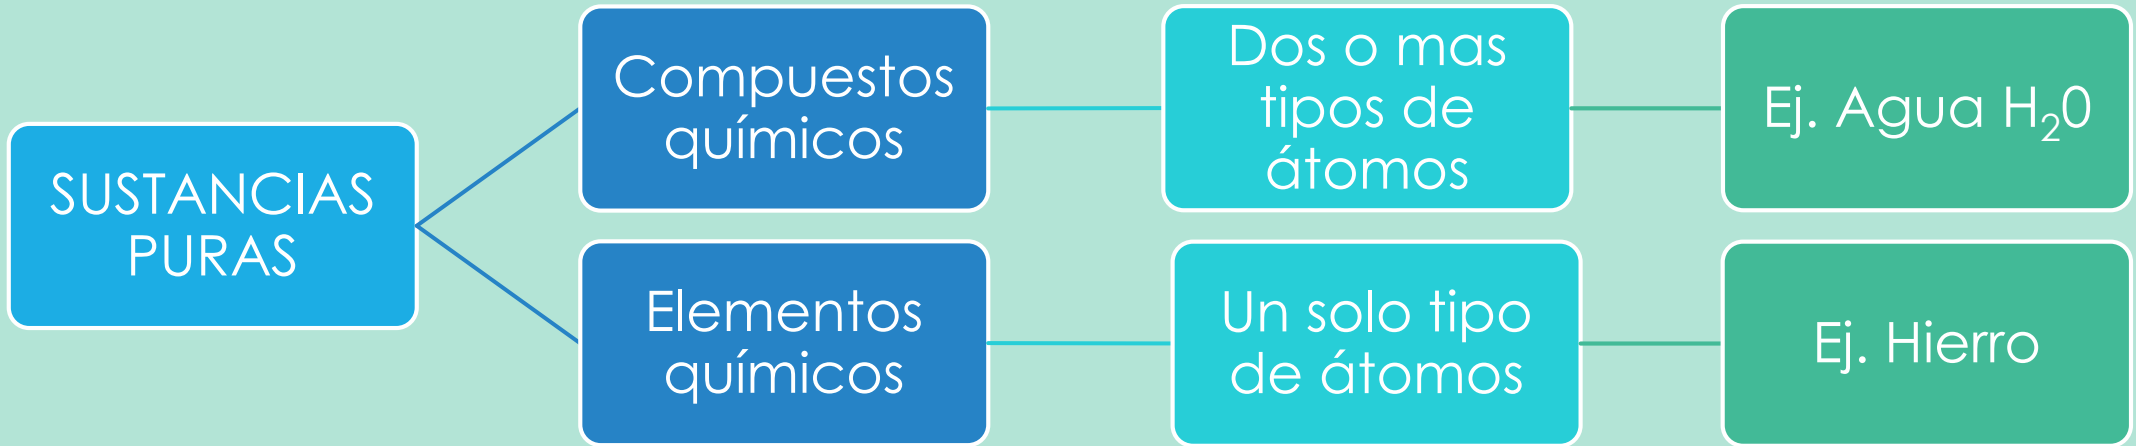 SUSTANCIAS
PURAS
Compuestos
químicos
Dos o mas
tipos de
átomos
Ej. Agua H₂0
Elementos
químicos
Un solo tipo
de átomos
Ej. Hierro